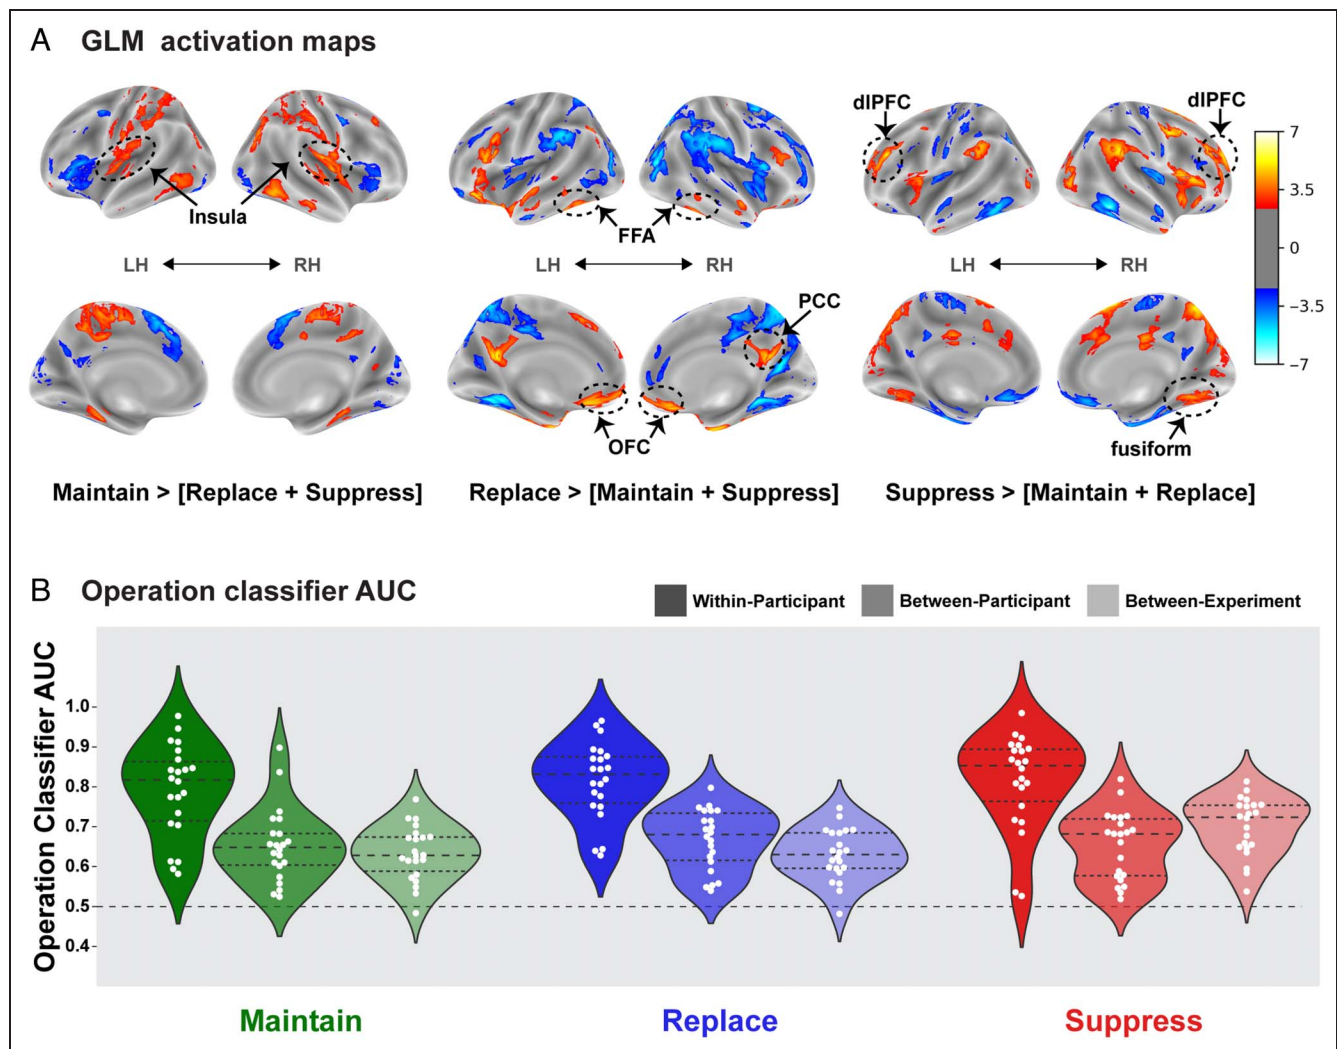 A GLM activation maps
dlPFC
dlPFC
Insula
FFA
7
3.5
0
−3.5
−7
LH RH
LH RH
LH RH
PCC
OFC
fusiform
Maintain > [Replace + Suppress]
Replace > [Maintain + Suppress]
Suppress > [Maintain + Replace]
B Operation classifier AUC
Within-Participant
Between-Participant
Between-Experiment
Operation Classifier AUC
1.0
0.9
0.8
0.7
0.6
0.5
0.4
Maintain
Replace
Suppress